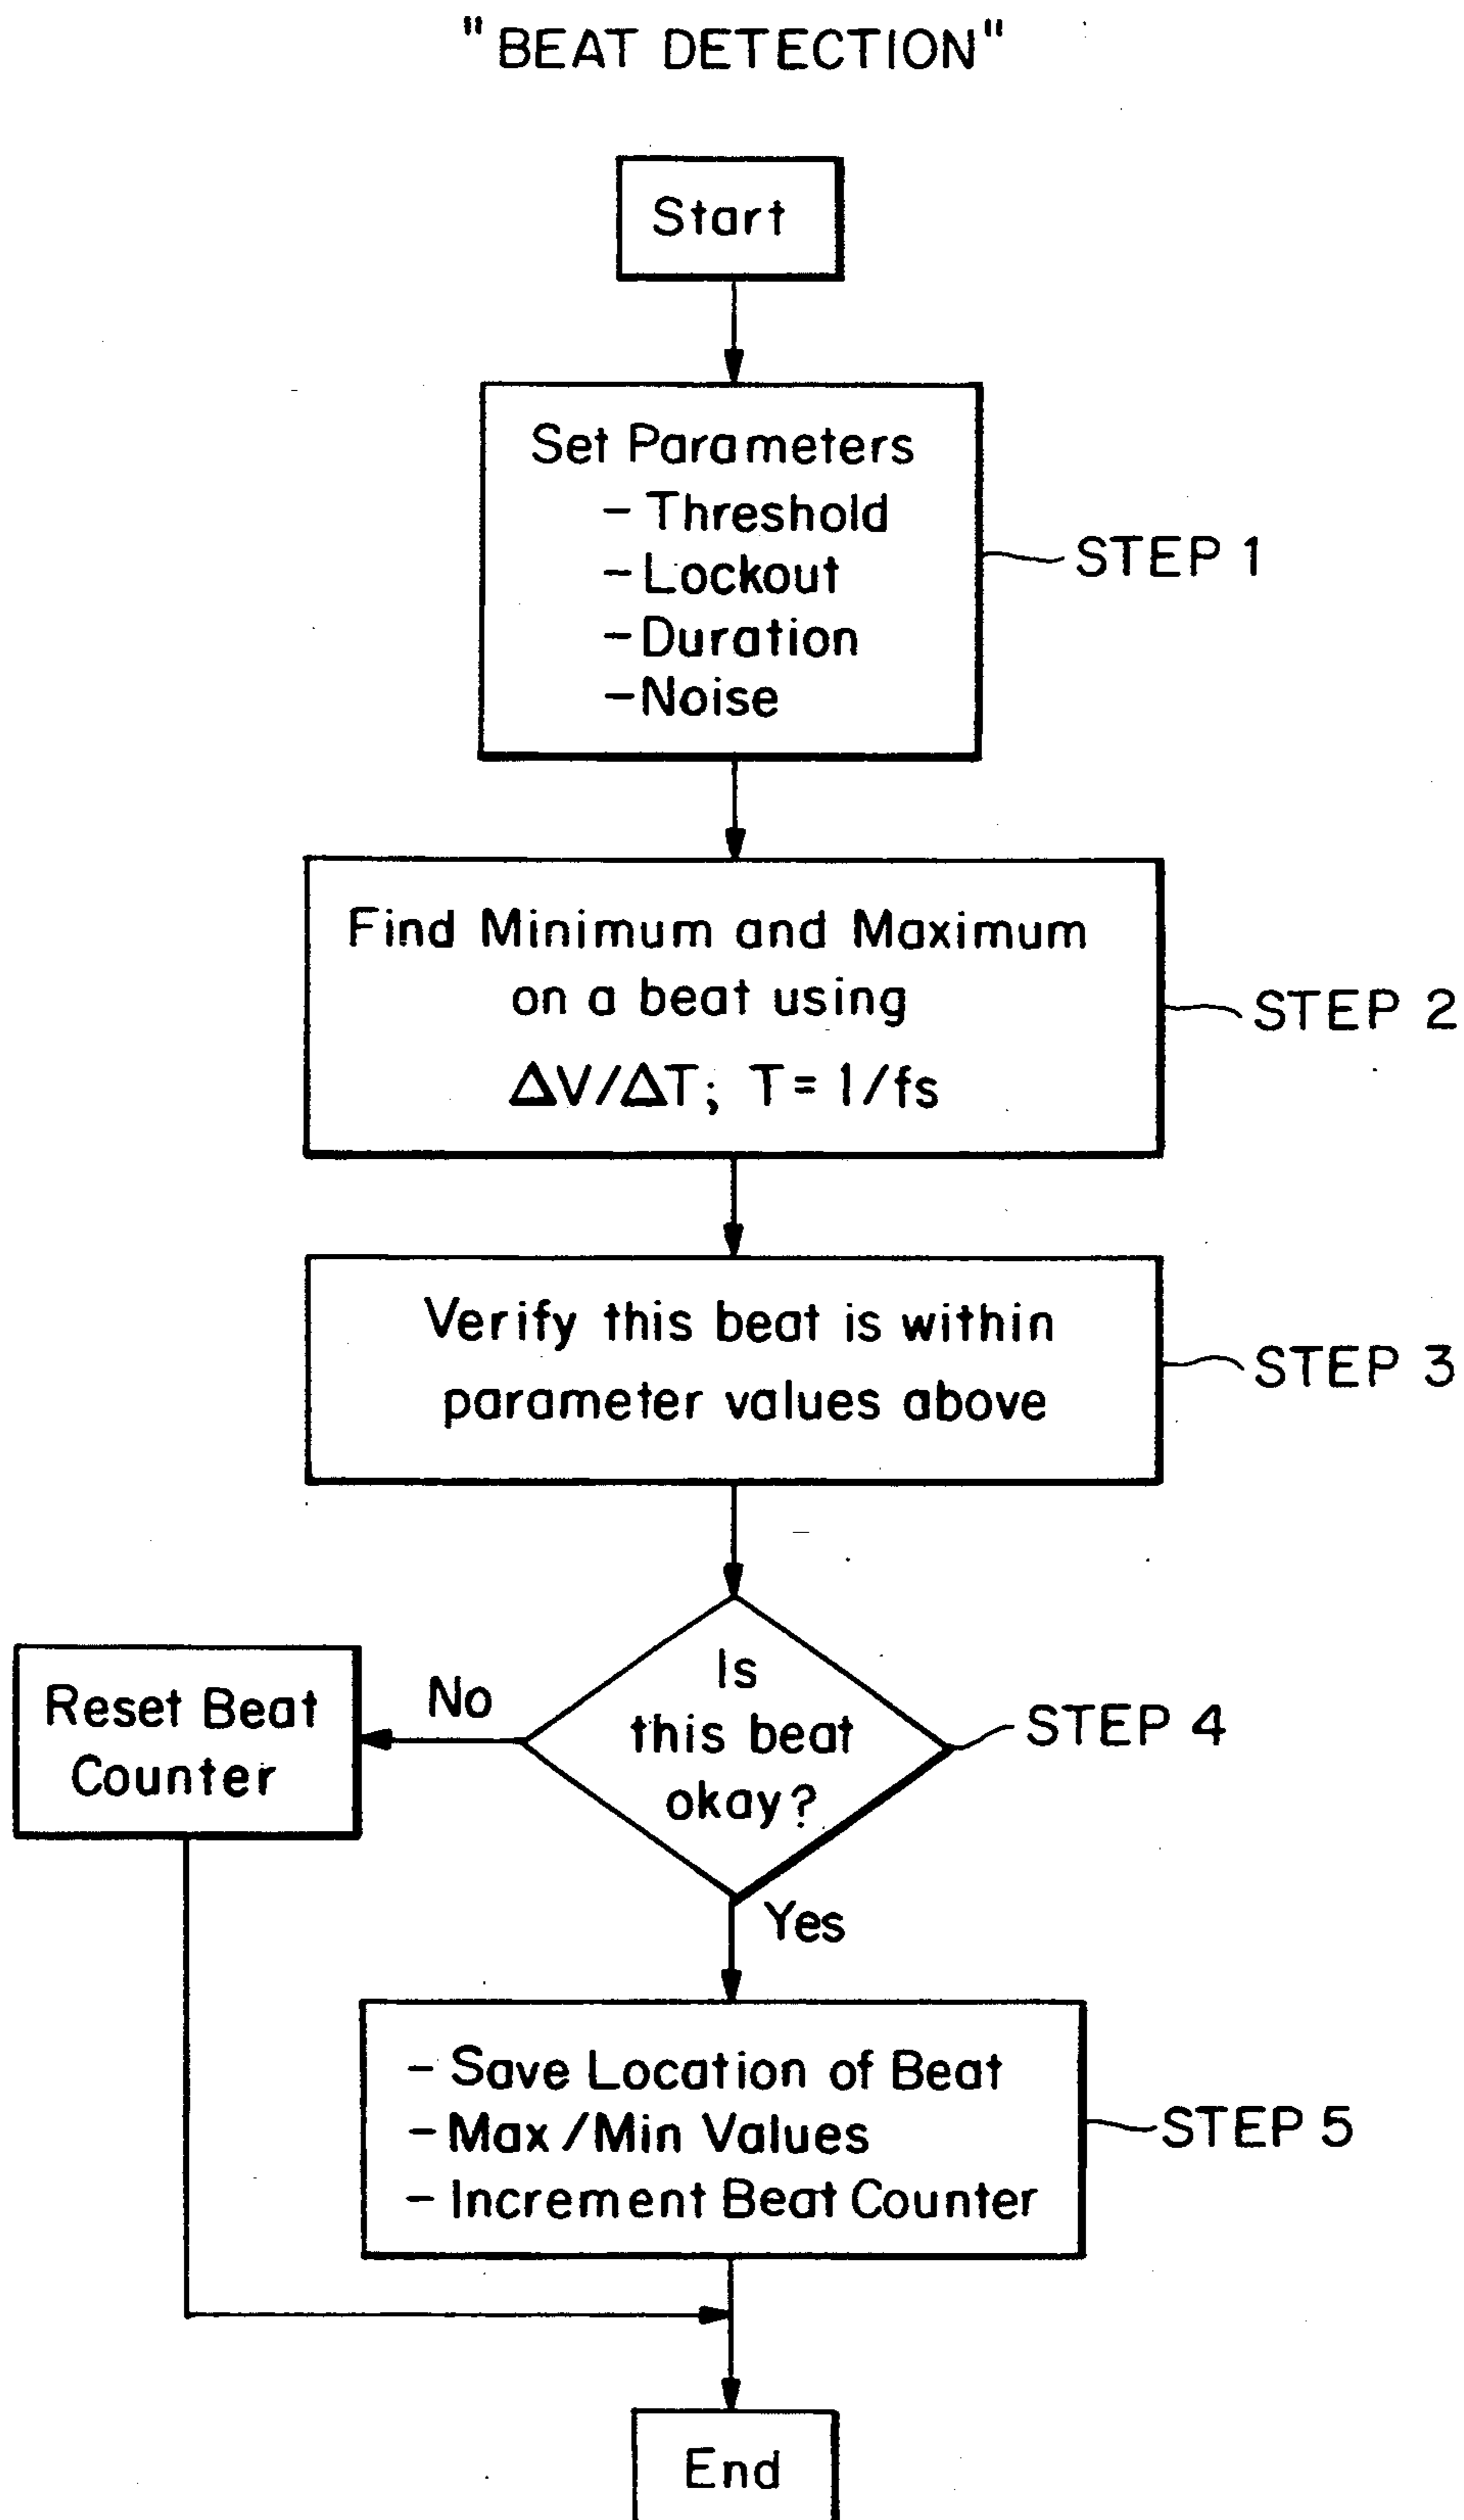 "BEAT DETECTION"
Start
Set Parameters
- Threshold
- Lockout
- Duration
- Noise
STEP 1
Find Minimum and Maximum
on a beat using
ΔV/ΔT; T = 1/fs
STEP 2
Verify this beat is within
parameter values above
STEP 3
Is
this beat
okay?
STEP 4
No
Reset Beat
Counter
Yes
- Save Location of Beat
- Max/Min Values
- Increment Beat Counter
STEP 5
End